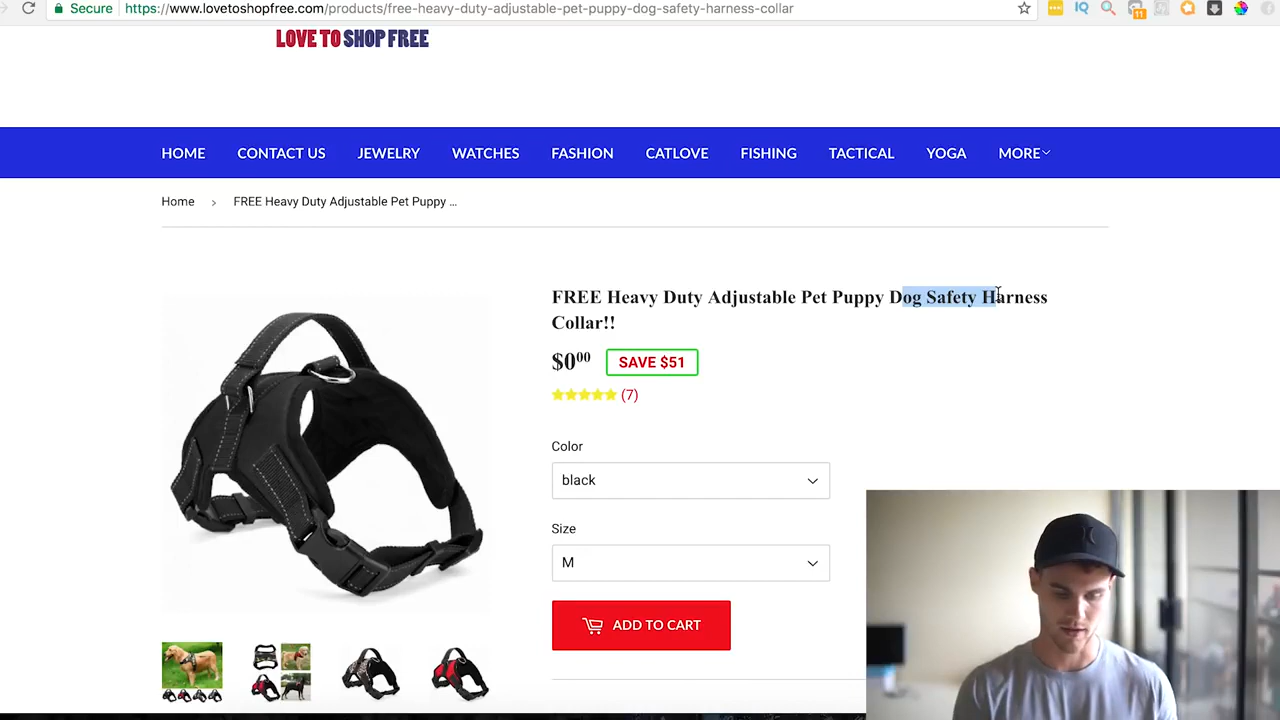 Secure
https://www.lovetoshopfree.com/products/free-heavy-duty-adjustable-pet-puppy-dog-safety-harness-collar
11
LOVE TO SHOP FREE
HOME CONTACT US JEWELRY WATCHES FASHION CATLOVE FISHING TACTICAL YOGA MORE
Home › FREE Heavy Duty Adjustable Pet Puppy ...
FREE Heavy Duty Adjustable Pet Puppy Dog Safety Harness
Collar!!
$0⁰⁰ SAVE $51
(7)
Color
black
Size
M
ADD TO CART